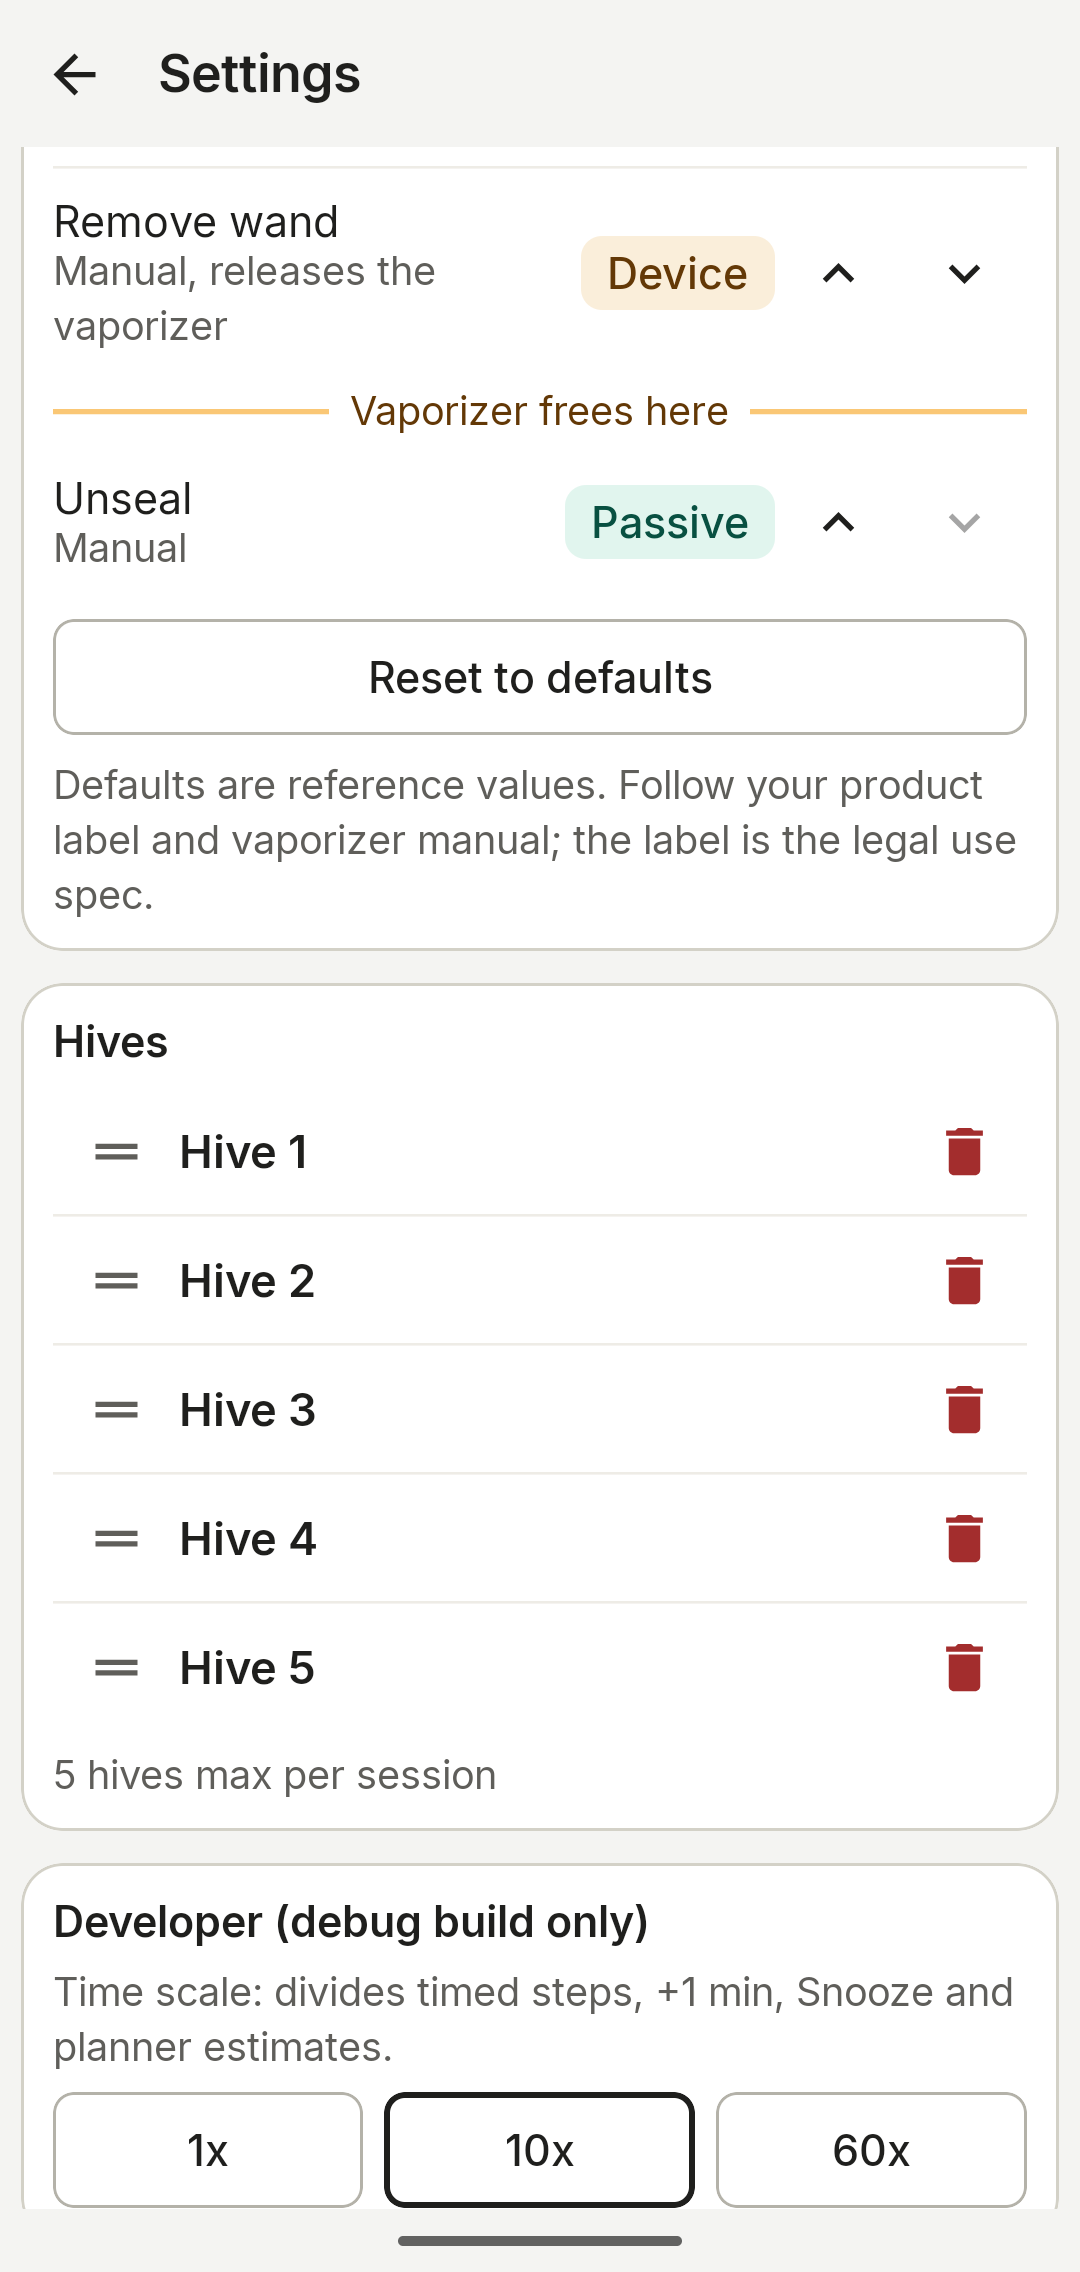 Settings
Remove wand
Manual, releases the
vaporizer
Device
Vaporizer frees here
Unseal
Manual
Passive
Reset to defaults
Defaults are reference values. Follow your product
label and vaporizer manual; the label is the legal use
spec.
Hives
Hive 1
Hive 2
Hive 3
Hive 4
Hive 5
5 hives max per session
Developer (debug build only)
Time scale: divides timed steps, +1 min, Snooze and
planner estimates.
1x
10x
60x